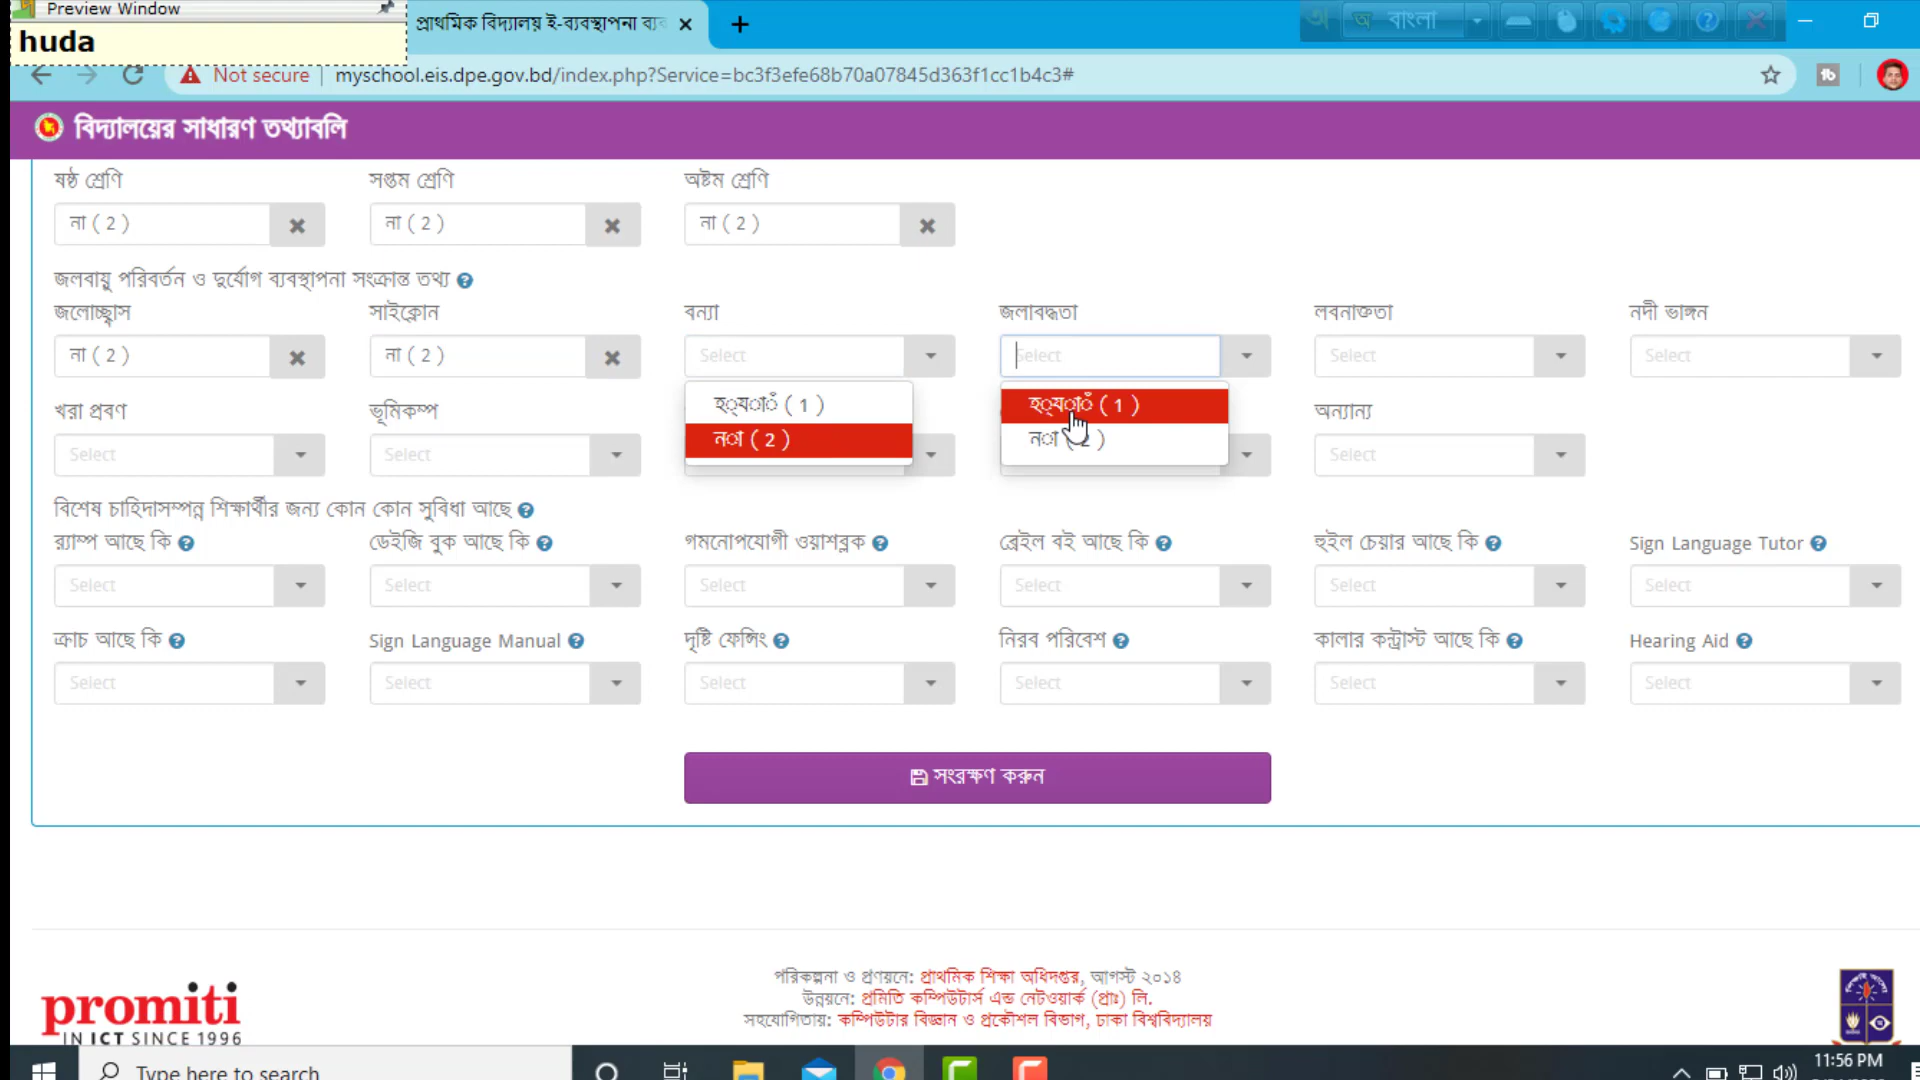 Preview Window
huda
প্রাথমিক বিদ্যালয় ই-ব্যবস্থাপনা ব্যব
বাংলা
Not secure | myschool.eis.dpe.gov.bd/index.php?Service=bc3f3efe68b70a07845d363f1cc1b4c3#
বিদ্যালয়ের সাধারণ তথ্যাবলি
ষষ্ঠ শ্রেণি সপ্তম শ্রেণি অষ্টম শ্রেণি
না ( 2 ) না ( 2 ) না ( 2 )
জলবায়ু পরিবর্তন ও দুর্যোগ ব্যবস্থাপনা সংক্রান্ত তথ্য
জলোচ্ছ্বাস সাইক্লোন বন্যা জলাবদ্ধতা লবনাক্ততা নদী ভাঙ্গন
না ( 2 ) না ( 2 ) Select Select Select Select
হ্যাঁ ( 1 ) হ্যাঁ ( 1 )
না ( 2 ) না ( 2 )
খরা প্রবণ ভূমিকম্প অন্যান্য
Select Select Select
বিশেষ চাহিদাসম্পন্ন শিক্ষার্থীর জন্য কোন কোন সুবিধা আছে
র‍্যাম্প আছে কি ডেইজি বুক আছে কি গমনোপযোগী ওয়াশব্লক ব্রেইল বই আছে কি হুইল চেয়ার আছে কি Sign Language Tutor
Select Select Select Select Select Select
ক্রাচ আছে কি Sign Language Manual দৃষ্টি ফেন্সিং নিরব পরিবেশ কালার কন্ট্রাস্ট আছে কি Hearing Aid
Select Select Select Select Select Select
সংরক্ষণ করুন
promiti
IN ICT SINCE 1996
পরিকল্পনা ও প্রণয়নে: প্রাথমিক শিক্ষা অধিদপ্তর, আগস্ট ২০১৪
উন্নয়নে: প্রমিতি কম্পিউটার্স এন্ড নেটওয়ার্ক (প্রাঃ) লি.
সহযোগিতায়: কম্পিউটার বিজ্ঞান ও প্রকৌশল বিভাগ, ঢাকা বিশ্ববিদ্যালয়
Type here to search
11:56 PM